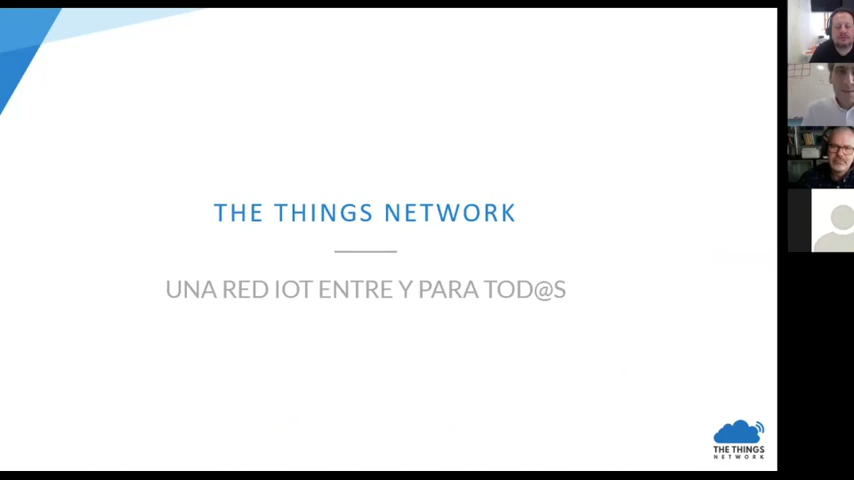 THE THINGS NETWORK
UNA RED IOT ENTRE Y PARA TOD@S
THE THINGS
NETWORK